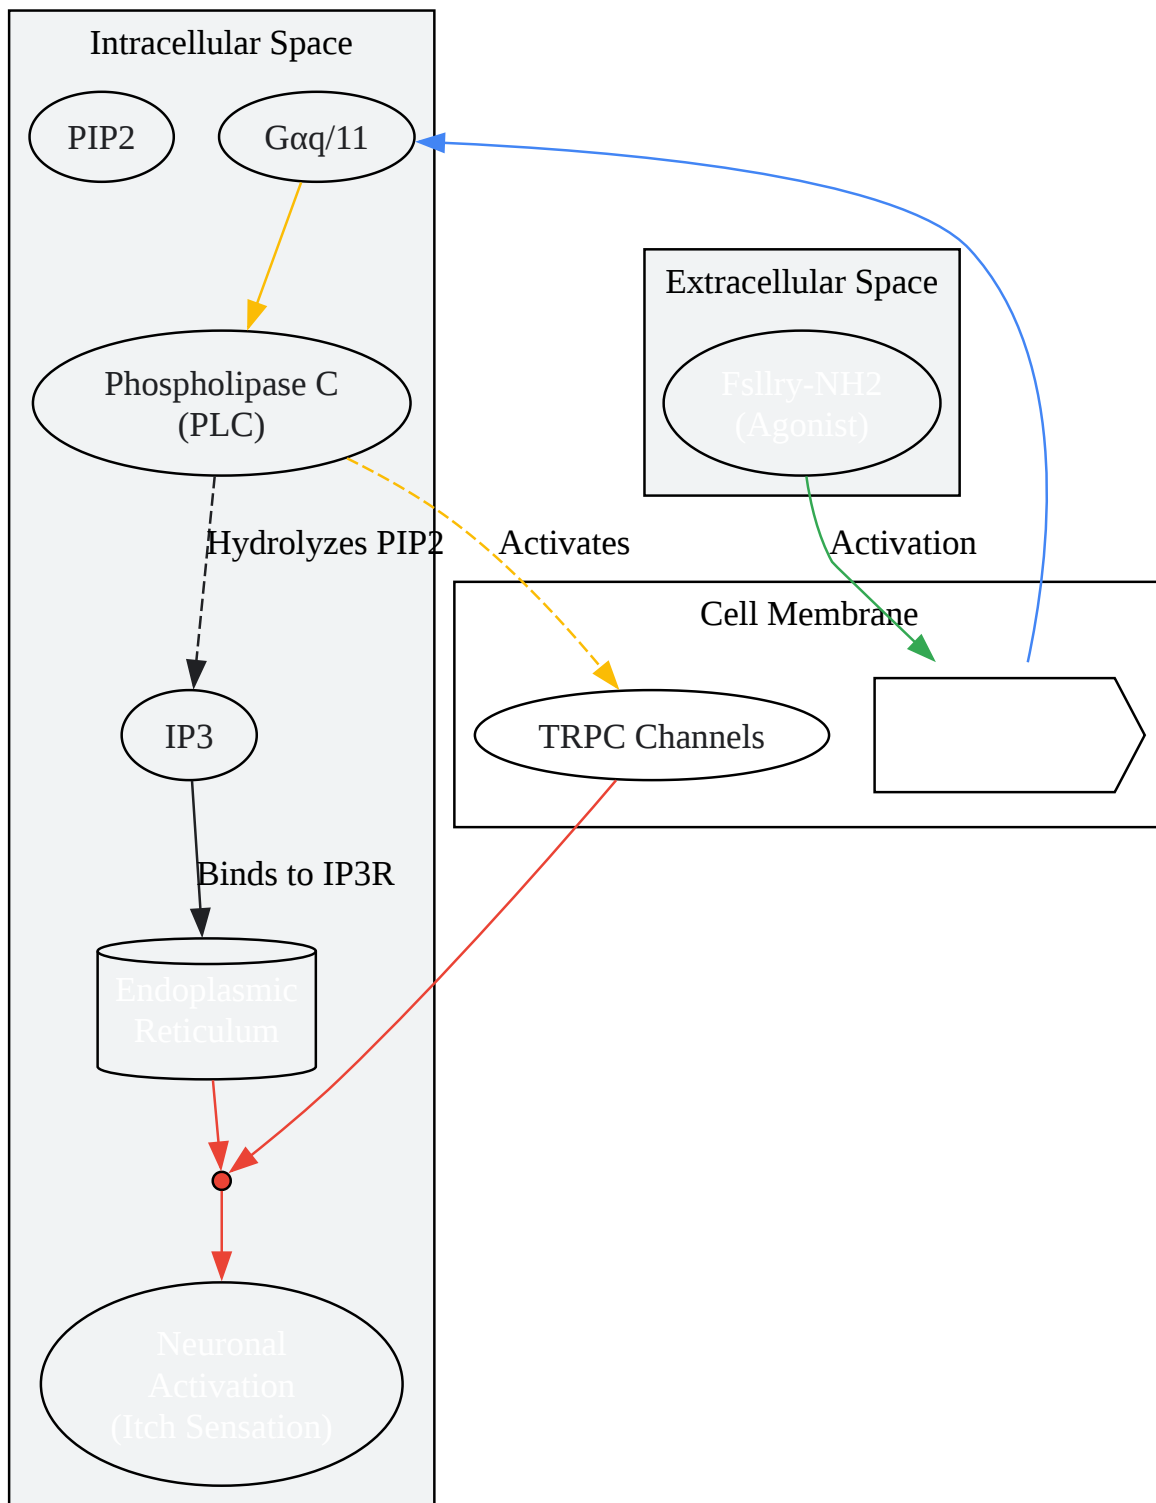 Intracellular Space
PIP2
Gαq/11
Extracellular Space
Phospholipase C
(PLC)
Fsllry-NH2
(Agonist)
Hydrolyzes PIP2
Activates
Activation
Cell Membrane
IP3
TRPC Channels
Binds to IP3R
Endoplasmic
Reticulum
Neuronal
Activation
(Itch Sensation)